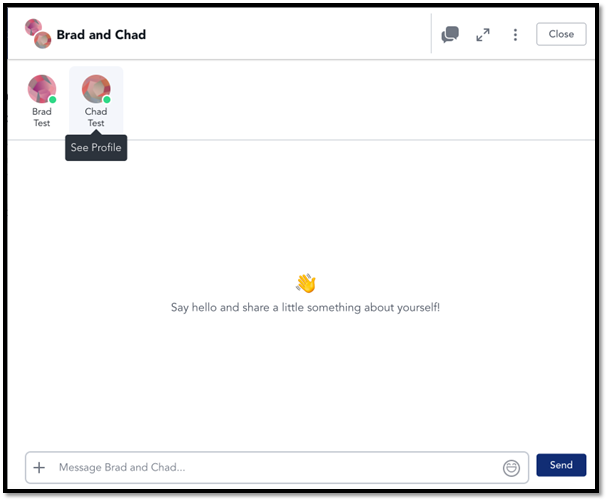 Brad and Chad
Close
Brad
Test
Chad
Test
See Profile
Say hello and share a little something about yourself!
Message Brad and Chad...
Send